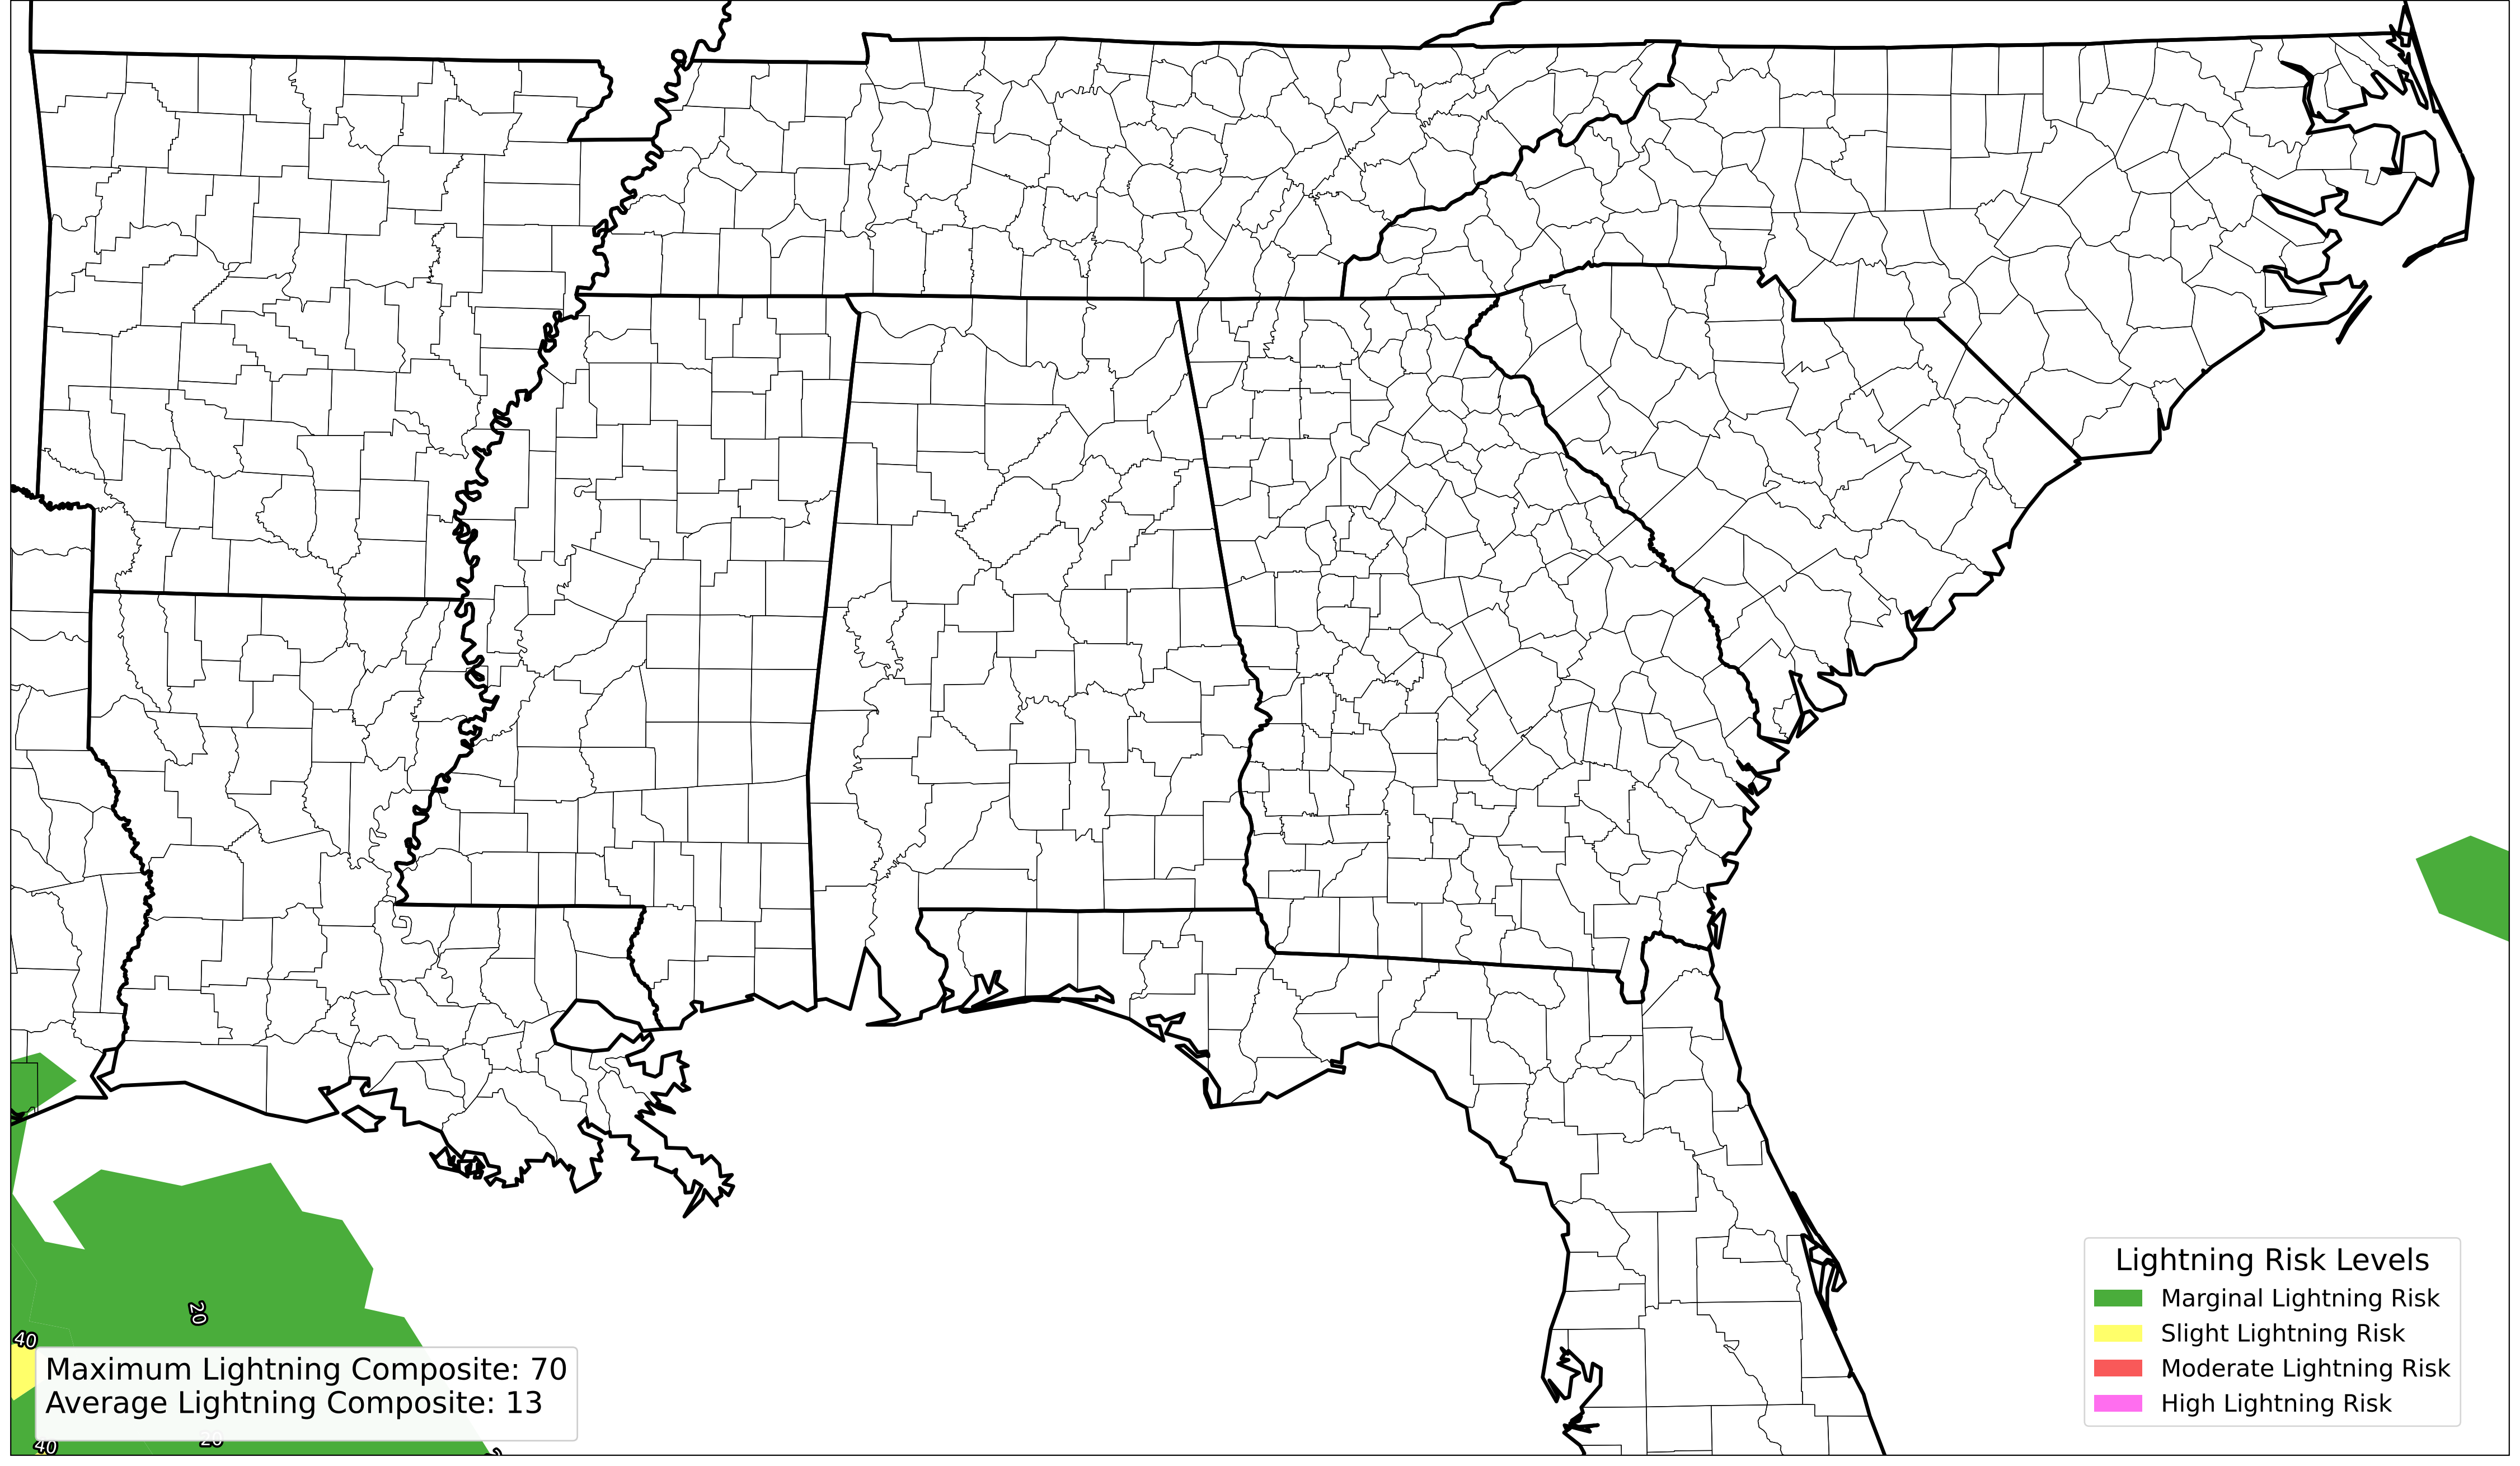 20
40
Maximum Lightning Composite: 70
Average Lightning Composite: 13
40
20
Lightning Risk Levels
Marginal Lightning Risk
Slight Lightning Risk
Moderate Lightning Risk
High Lightning Risk